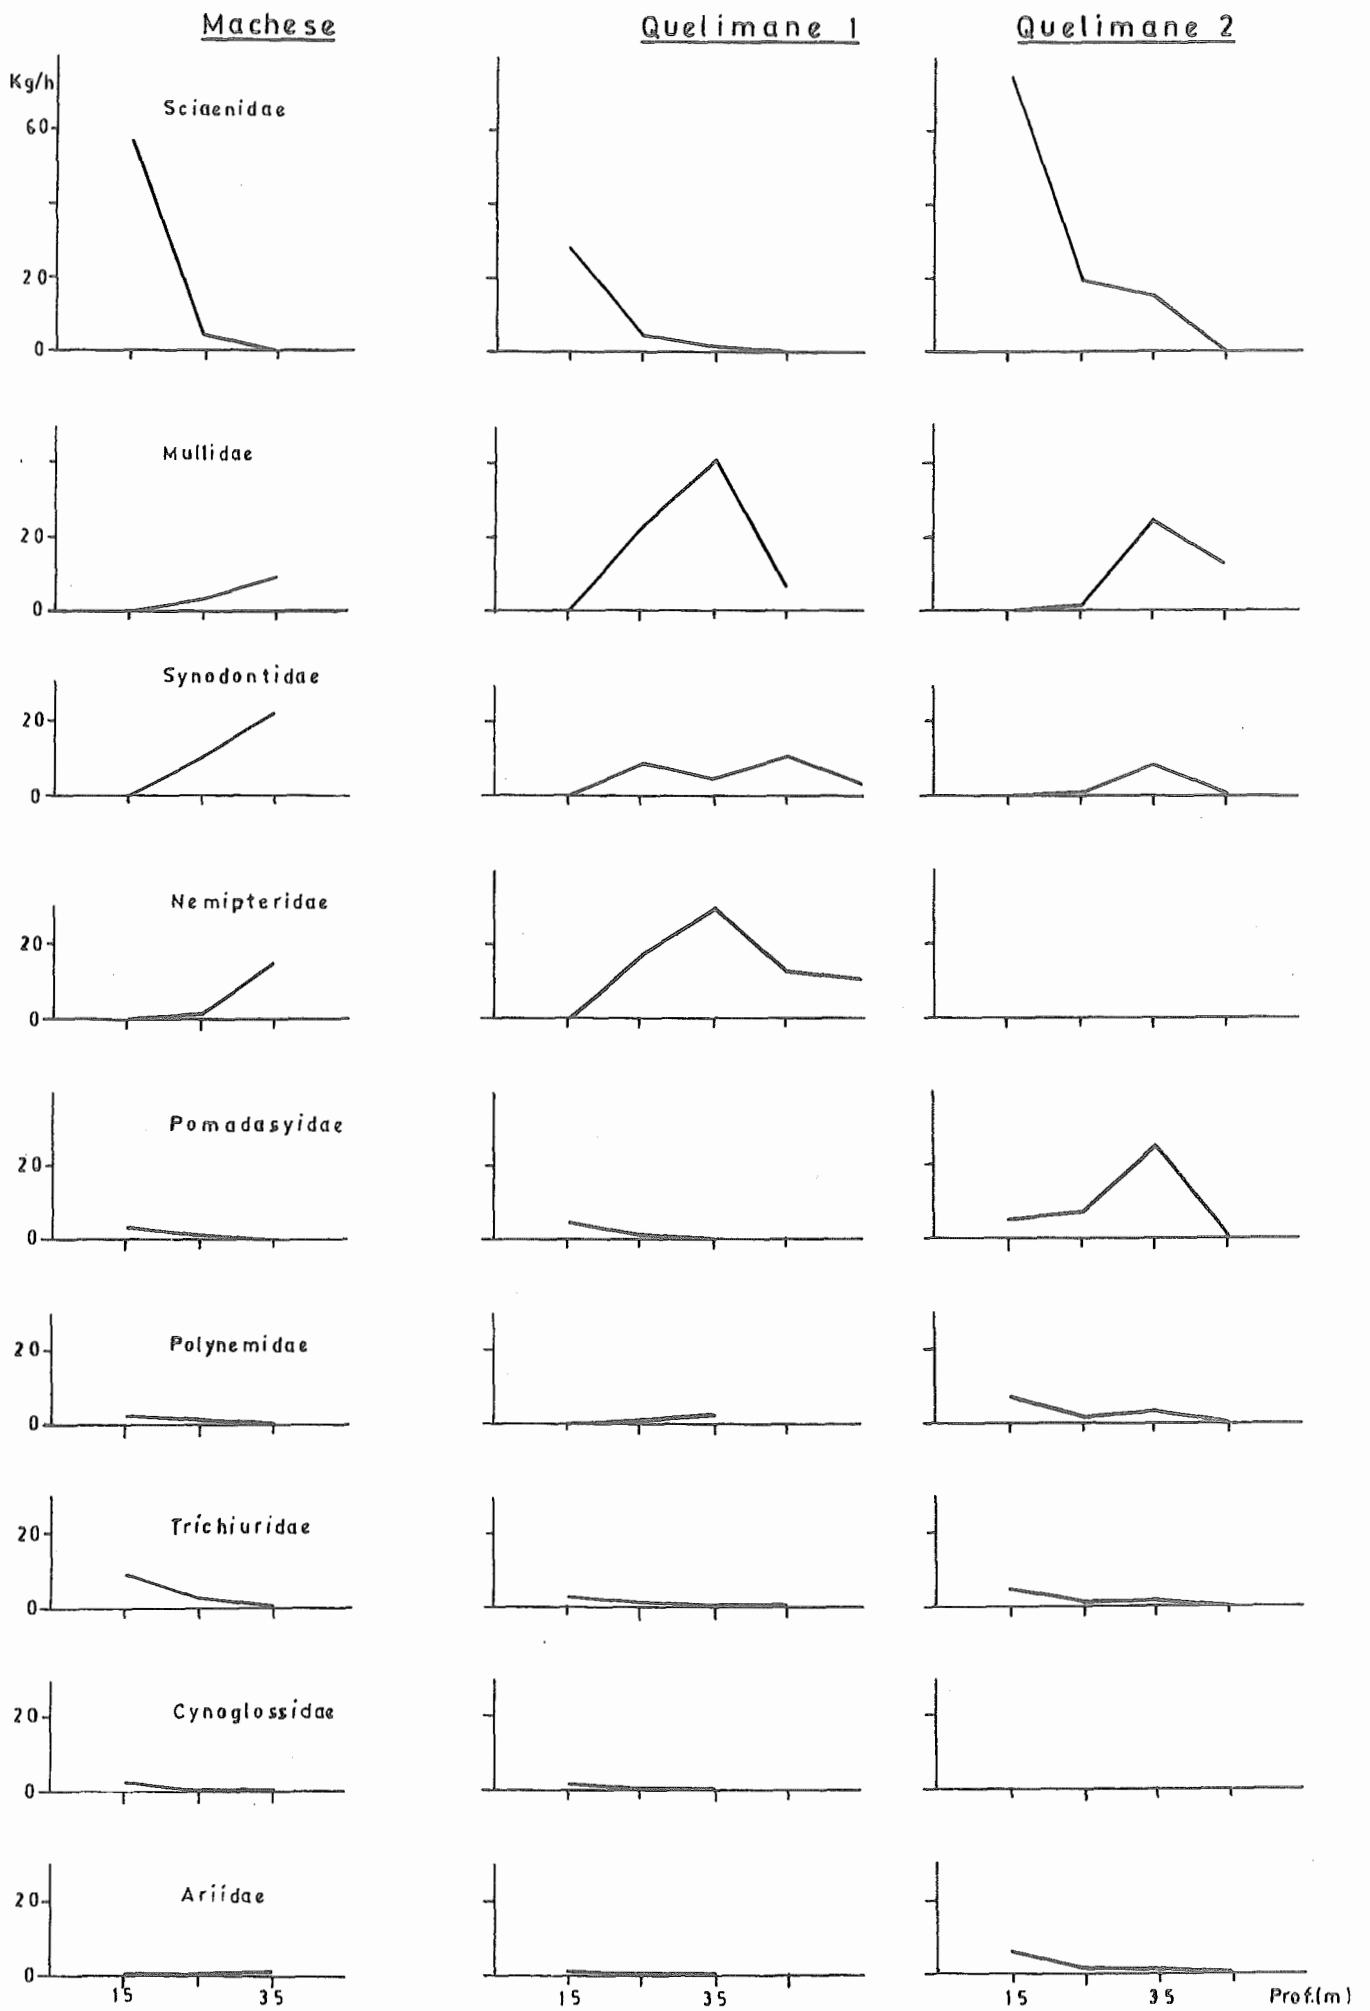 Machese Quelimane 1 Quelimane 2
Kg/h
Sciaenidae
60
20
0
Mullidae
20
0
Synodontidae
20
0
Nemipteridae
20
0
Pomadasyidae
20
0
Polynemidae
20
0
Trichiuridae
20
0
Cynoglossidae
20
0
Ariidae
20
0
15 35 15 35 15 35 Prof.(m)